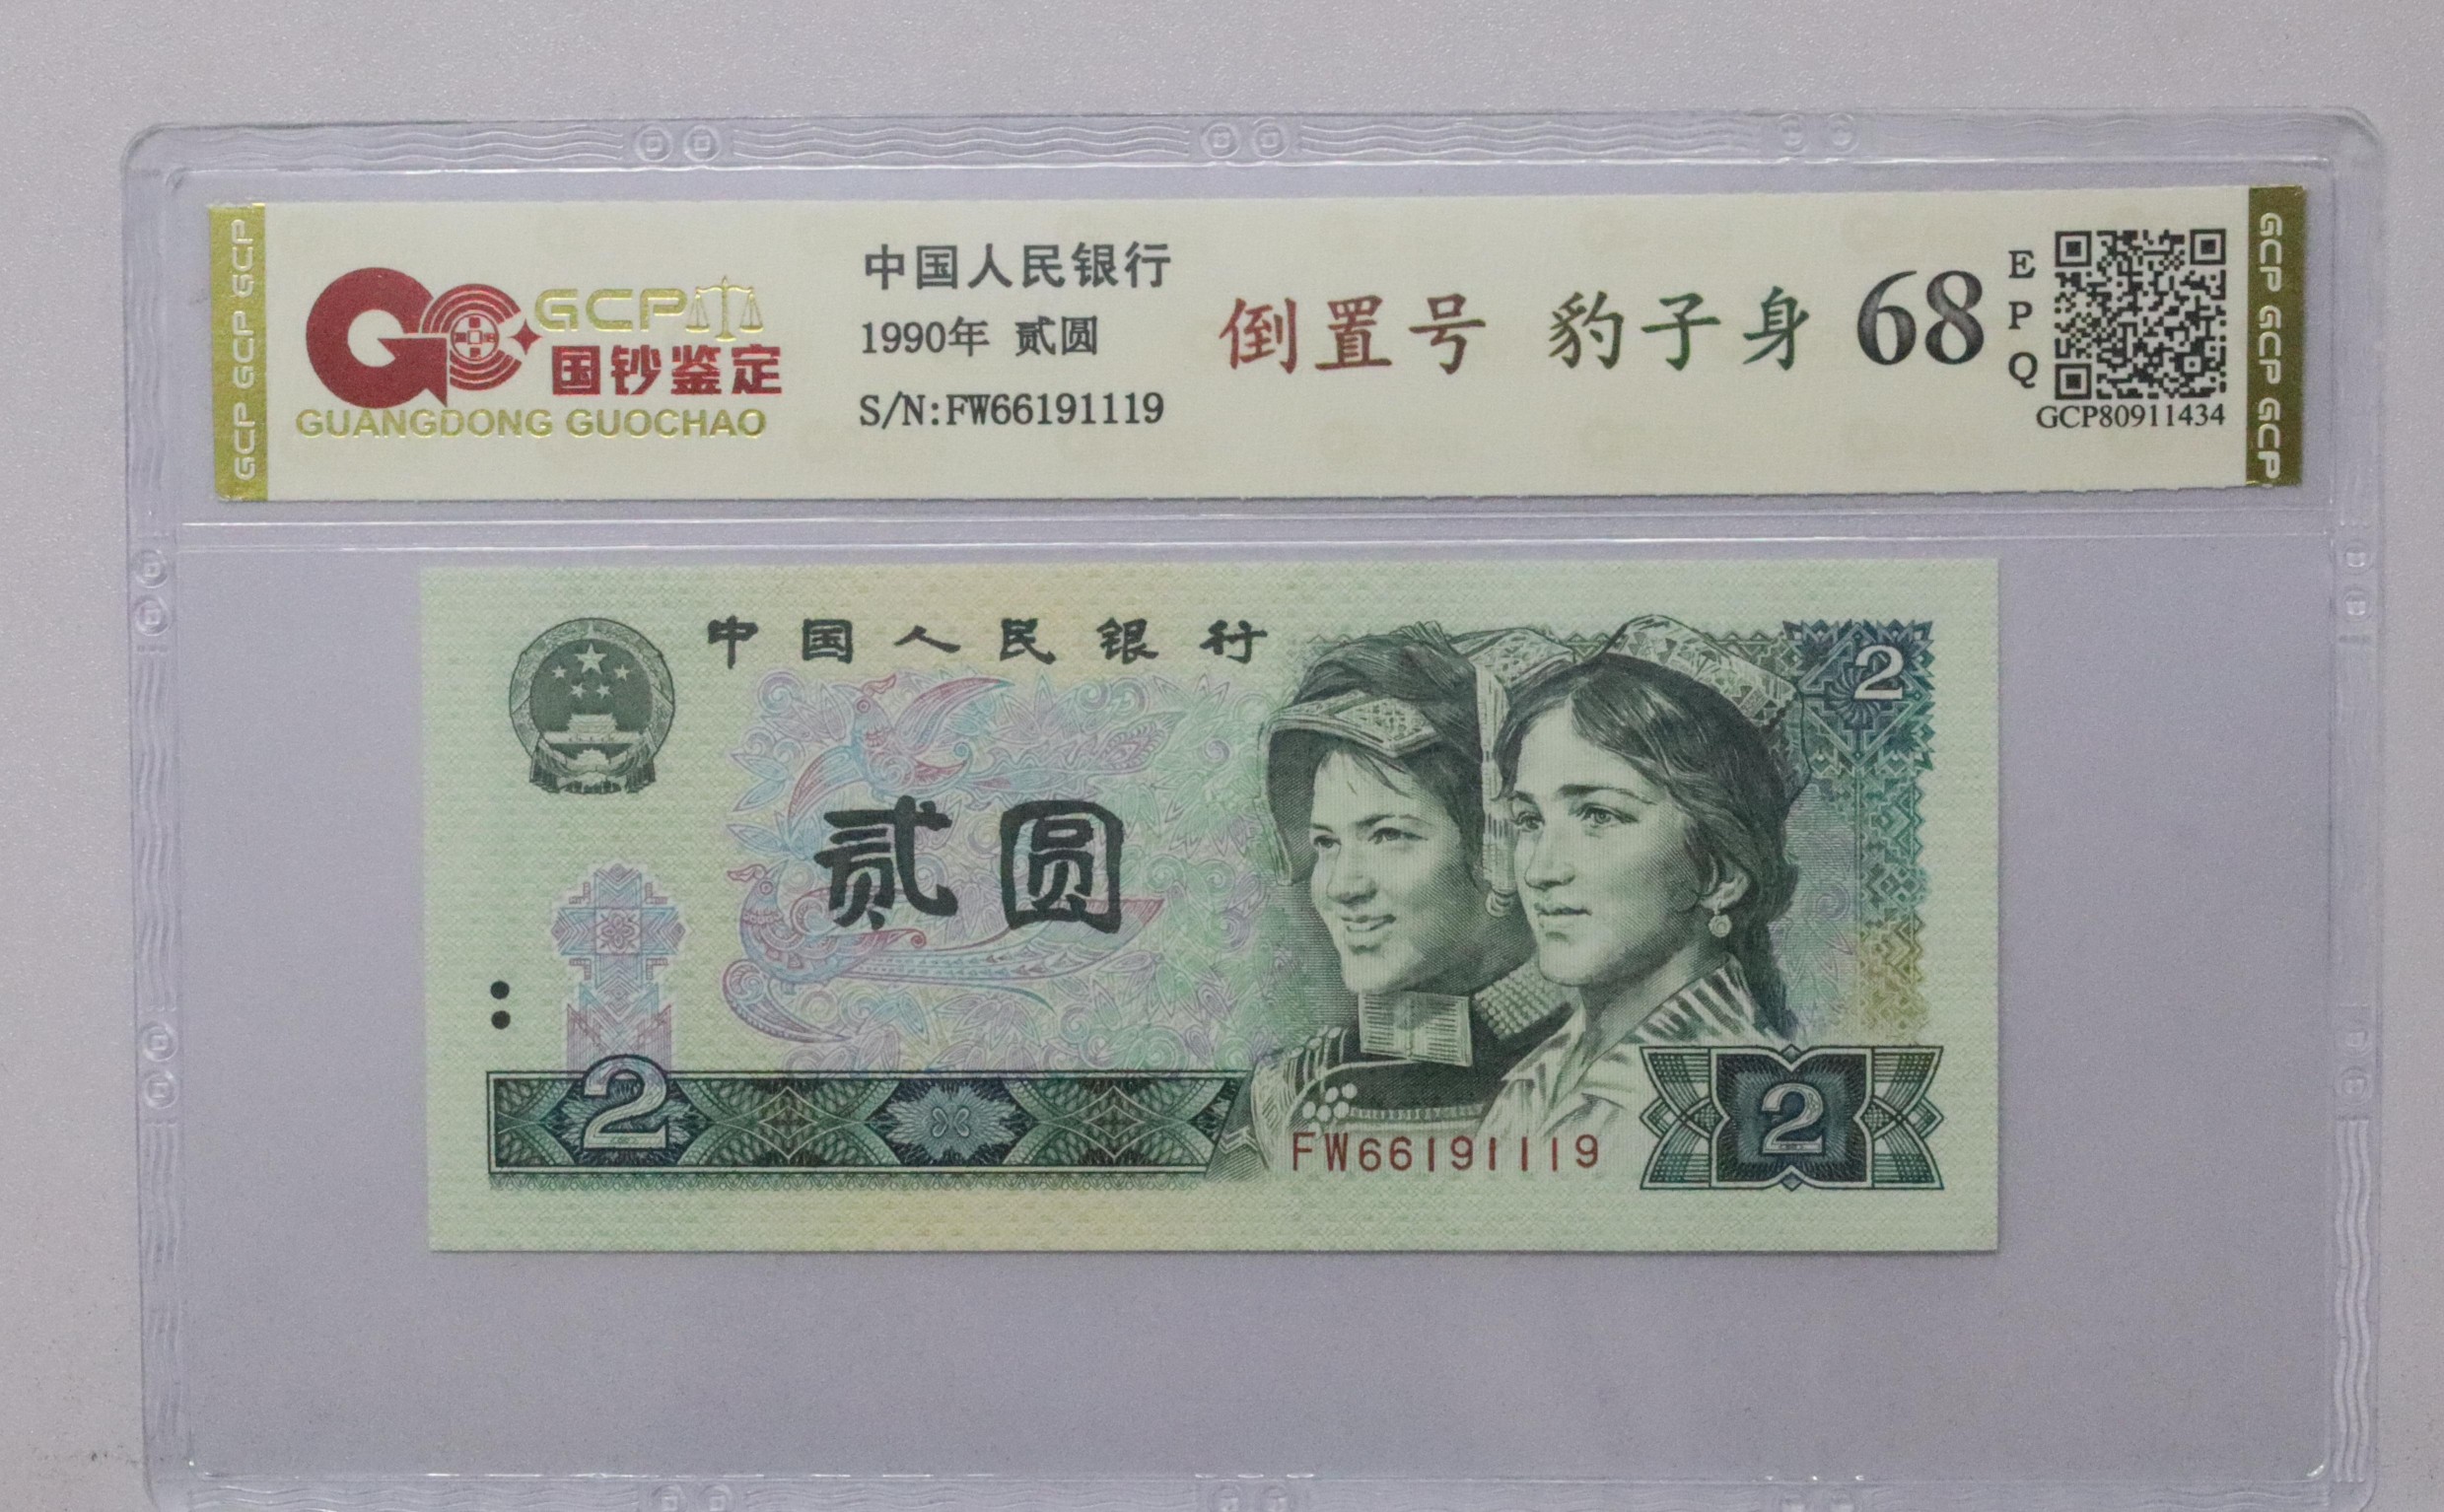 GCP GCP GCP
GCP
国钞鉴定
GUANGDONG GUOCHAO
中国人民银行
1990年 贰圆
S/N:FW66191119
倒置号 豹子身 68
EPQ
GCP80911434
GCP GCP GCP
中国人民银行
2
贰圆
2
FW66191119
2